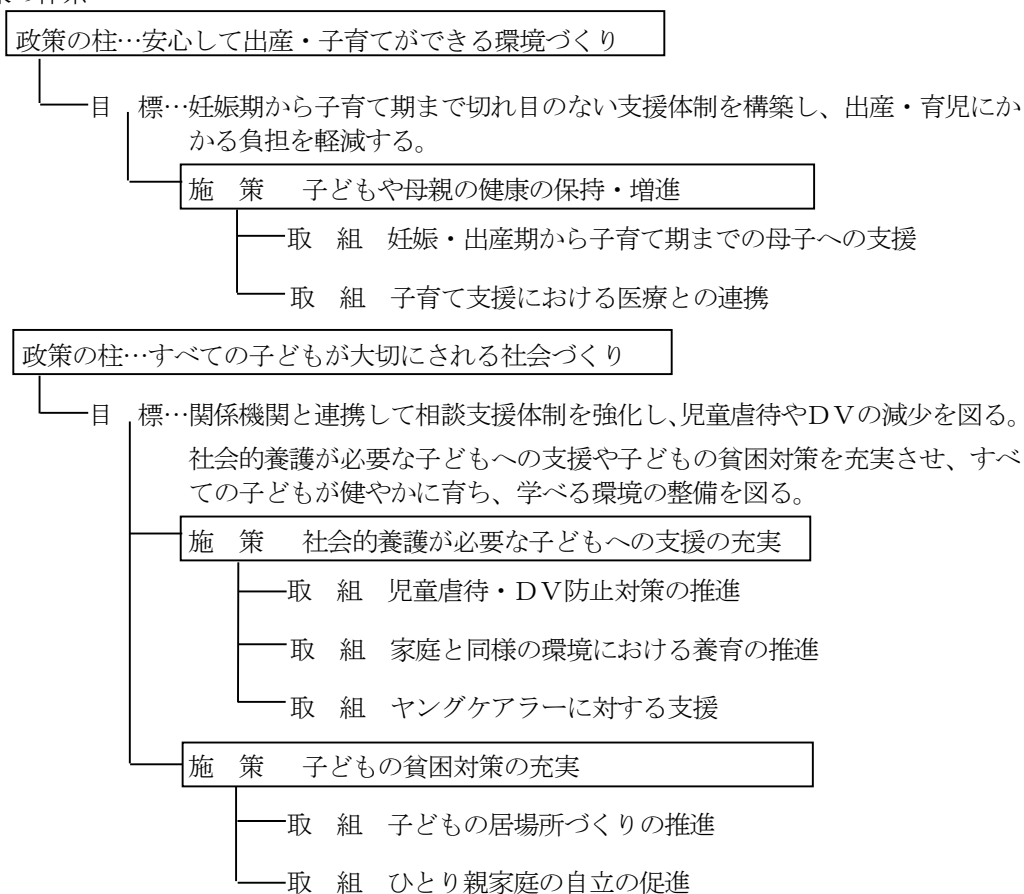 政策の柱…安心して出産・子育てができる環境づくり
目　標…妊娠期から子育て期まで切れ目のない支援体制を構築し、出産・育児にか
かる負担を軽減する。
施　策　　子どもや母親の健康の保持・増進
取　組　妊娠・出産期から子育て期までの母子への支援
取　組　子育て支援における医療との連携
政策の柱…すべての子どもが大切にされる社会づくり
目　標…関係機関と連携して相談支援体制を強化し、児童虐待やＤＶの減少を図る。
社会的養護が必要な子どもへの支援や子どもの貧困対策を充実させ、すべ
ての子どもが健やかに育ち、学べる環境の整備を図る。
施　策　　社会的養護が必要な子どもへの支援の充実
取　組　児童虐待・ＤＶ防止対策の推進
取　組　家庭と同様の環境における養育の推進
取　組　ヤングケアラーに対する支援
施　策　　子どもの貧困対策の充実
取　組　子どもの居場所づくりの推進
取　組　ひとり親家庭の自立の促進